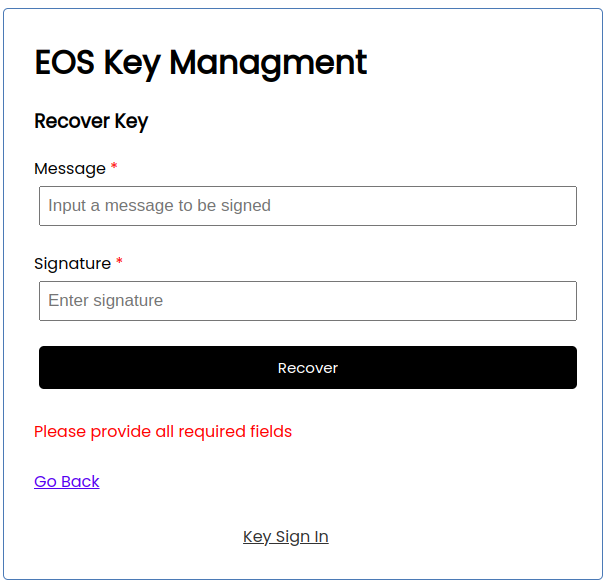 EOS Key Managment
Recover Key
Message *
Input a message to be signed
Signature *
Enter signature
Recover
Please provide all required fields
Go Back
Key Sign In